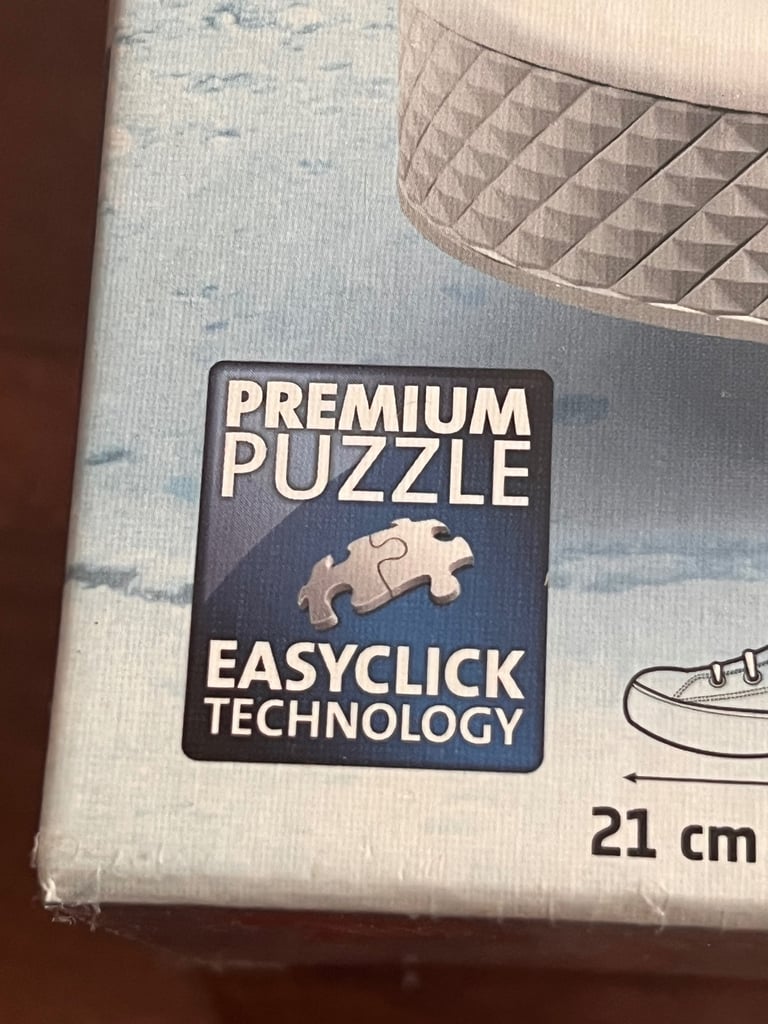 PREMIUM
PUZZLE
EASYCLICK
TECHNOLOGY
21 cm